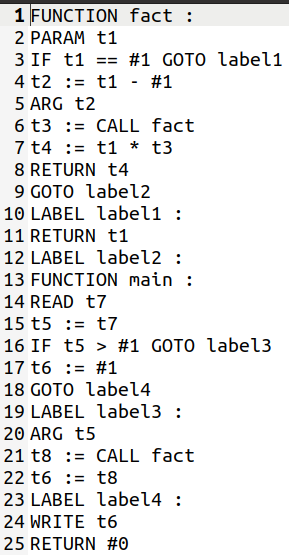 1 FUNCTION fact :
2 PARAM t1
3 IF t1 == #1 GOTO label1
4 t2 := t1 - #1
5 ARG t2
6 t3 := CALL fact
7 t4 := t1 * t3
8 RETURN t4
9 GOTO label2
10 LABEL label1 :
11 RETURN t1
12 LABEL label2 :
13 FUNCTION main :
14 READ t7
15 t5 := t7
16 IF t5 > #1 GOTO label3
17 t6 := #1
18 GOTO label4
19 LABEL label3 :
20 ARG t5
21 t8 := CALL fact
22 t6 := t8
23 LABEL label4 :
24 WRITE t6
25 RETURN #0